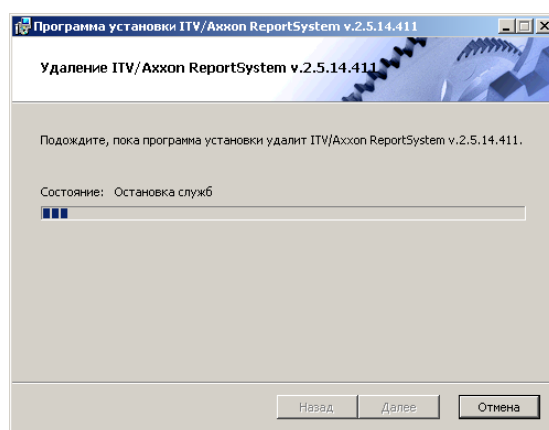 Программа установки ITV/Axxon ReportSystem v.2.5.14.411
Удаление ITV/Axxon ReportSystem v.2.5.14.411
Подождите, пока программа установки удалит ITV/Axxon ReportSystem v.2.5.14.411.
Состояние: Остановка служб
Назад Далее Отмена